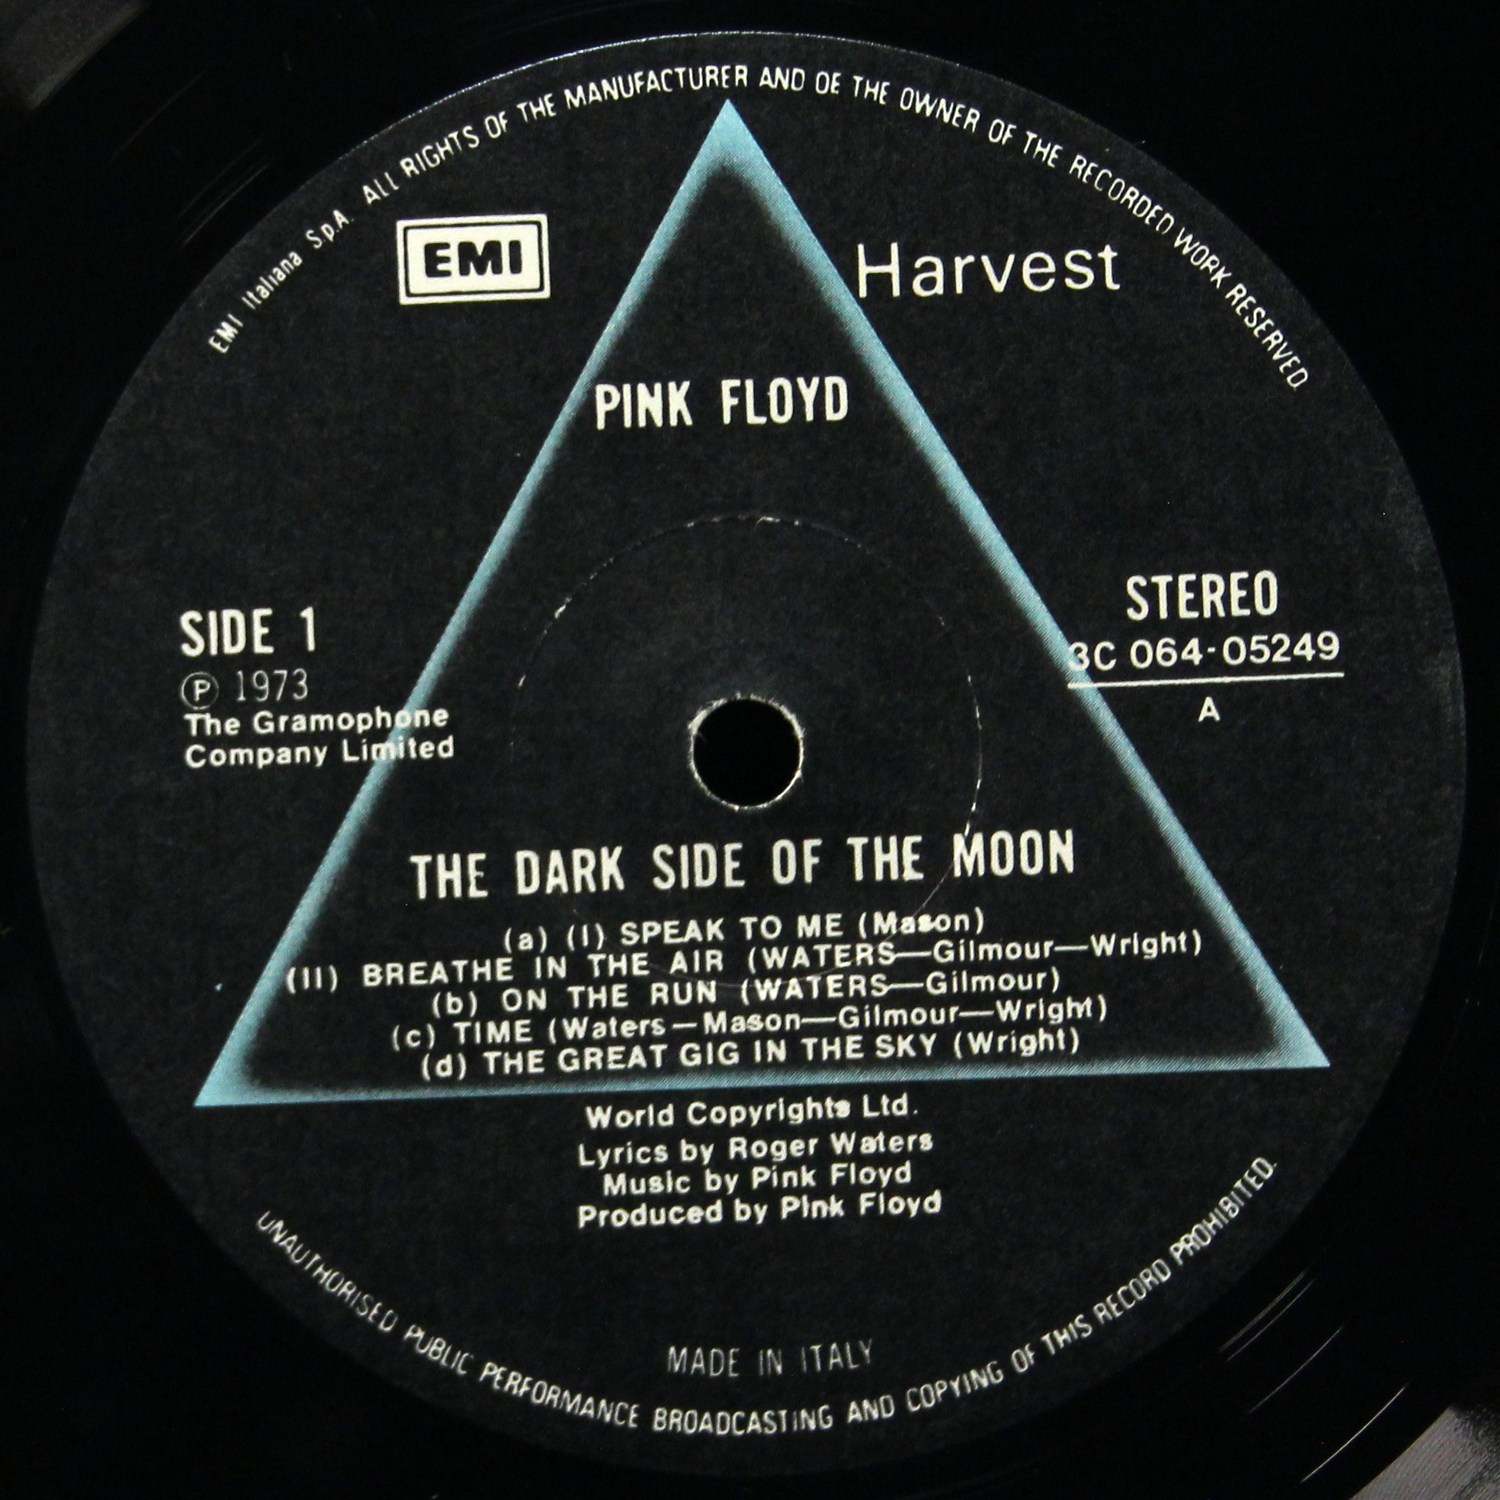 EMI Italiana S.p.A. ALL RIGHTS OF THE MANUFACTURER AND OE THE OWNER OF THE RECORDED WORK RESERVED.
EMI
Harvest
PINK FLOYD
STEREO
3C 064-05249
A
SIDE 1
Ⓟ 1973
The Gramophone
Company Limited
THE DARK SIDE OF THE MOON
(a) (I) SPEAK TO ME (Mason)
(II) BREATHE IN THE AIR (WATERS—Gilmour—Wright)
(b) ON THE RUN (WATERS—Gilmour)
(c) TIME (Waters—Mason—Gilmour—Wright)
(d) THE GREAT GIG IN THE SKY (Wright)
World Copyrights Ltd.
Lyrics by Roger Waters
Music by Pink Floyd
Produced by Pink Floyd
MADE IN ITALY
UNAUTHORISED PUBLIC PERFORMANCE BROADCASTING AND COPYING OF THIS RECORD PROHIBITED.